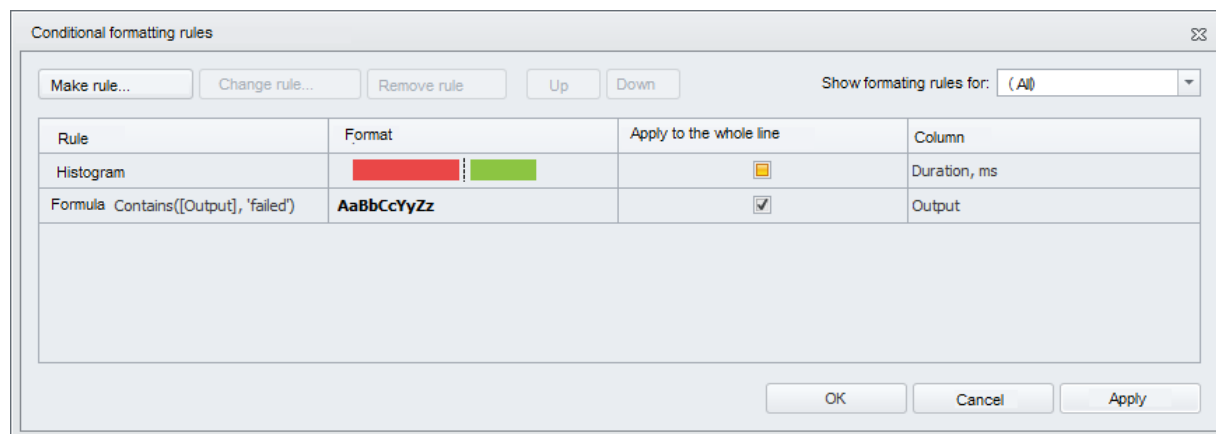 Conditional formatting rules
Make rule... Change rule... Remove rule Up Down Show formating rules for: (All)
Rule Format Apply to the whole line Column
Histogram Duration, ms
Formula Contains([Output], 'failed') AaBbCcYyZz Output
OK Cancel Apply